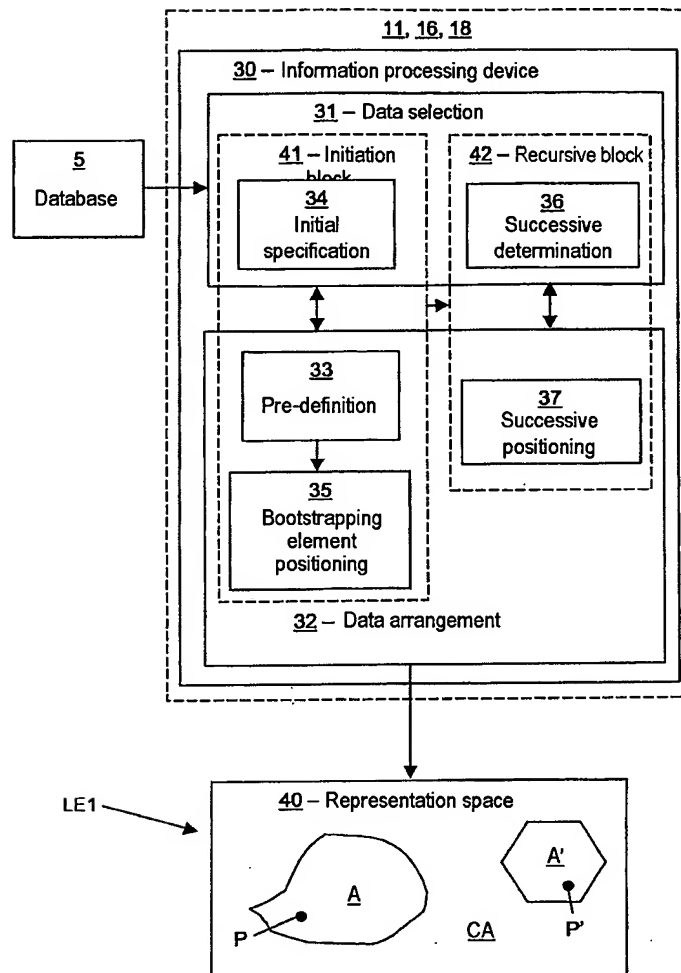 11, 16, 18
30 – Information processing device
31 – Data selection
5
Database
41 – Initiation
block
34
Initial
specification
42 – Recursive block
36
Successive
determination
33
Pre-definition
35
Bootstrapping
element
positioning
37
Successive
positioning
32 – Data arrangement
LE1
40 – Representation space
A
A'
P
CA
P'